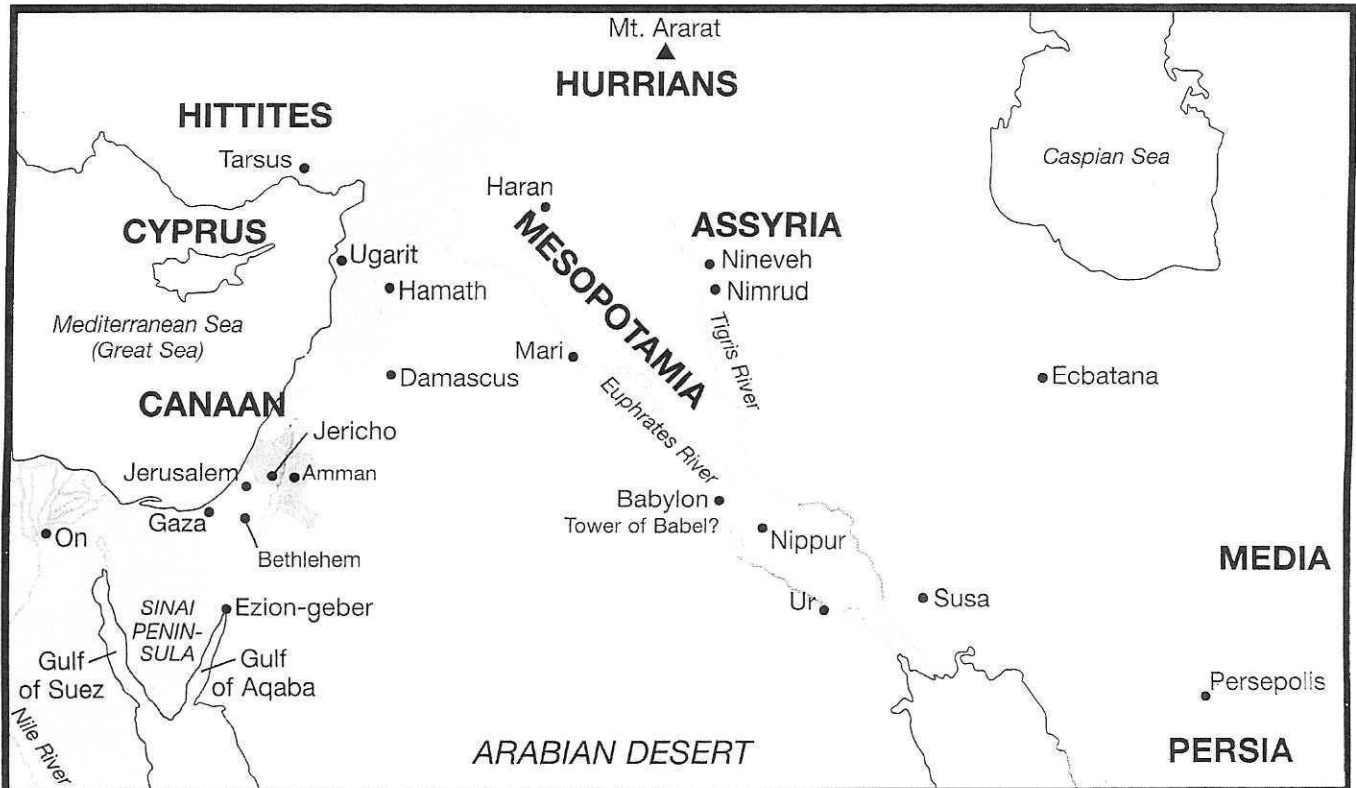 Mt. Ararat
HURRIANS
HITTITES
Tarsus
Caspian Sea
Haran
CYPRUS
MESOPOTAMIA
ASSYRIA
Nineveh
Ugarit
Nimrud
Hamath
Mediterranean Sea
(Great Sea)
Tigris River
Mari
Damascus
Ecbatana
CANAAN
Euphrates River
Jericho
Jerusalem
Amman
Babylon
Tower of Babel?
Gaza
On
Nippur
Bethlehem
MEDIA
SINAI
PENIN-
SULA
Ezion-geber
Ur
Susa
Gulf
of Suez
Gulf
of Aqaba
Persepolis
Nile River
ARABIAN DESERT
PERSIA